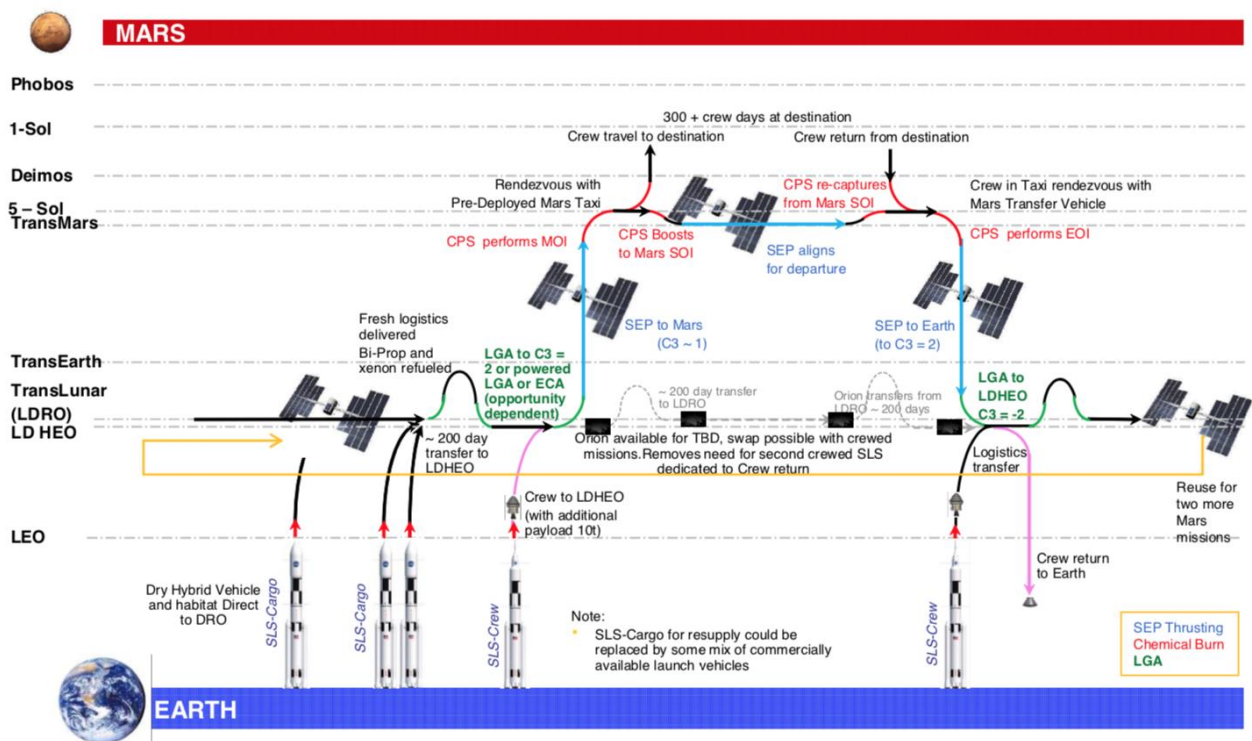 MARS
Phobos
1-Sol
Deimos
5 – Sol
TransMars
TransEarth
TransLunar
(LDRO)
LD HEO
LEO
300 + crew days at destination
Crew travel to destination
Crew return from destination
Rendezvous with
Pre-Deployed Mars Taxi
CPS re-captures
from Mars SOI
Crew in Taxi rendezvous with
Mars Transfer Vehicle
CPS performs MOI
CPS Boosts
to Mars SOI
SEP aligns
for departure
CPS performs EOI
Fresh logistics
delivered
Bi-Prop and
xenon refueled
SEP to Mars
(C3 ~ 1)
SEP to Earth
(to C3 = 2)
LGA to C3 =
2 or powered
LGA or ECA
(opportunity
dependent)
~ 200 day transfer
to LDRO
Orion transfers from
LDRO ~ 200 days
LGA to
LDHEO
C3 = -2
~ 200 day
transfer to
LDHEO
Orion available for TBD, swap possible with crewed
missions.Removes need for second crewed SLS
dedicated to Crew return
Logistics
transfer
Crew to LDHEO
(with additional
payload 10t)
Reuse for
two more
Mars
missions
Crew return
to Earth
Dry Hybrid Vehicle
and habitat Direct
to DRO
SLS-Cargo
SLS-Cargo
SLS-Crew
SLS-Crew
Note:
SLS-Cargo for resupply could be
replaced by some mix of commercially
available launch vehicles
SEP Thrusting
Chemical Burn
LGA
EARTH